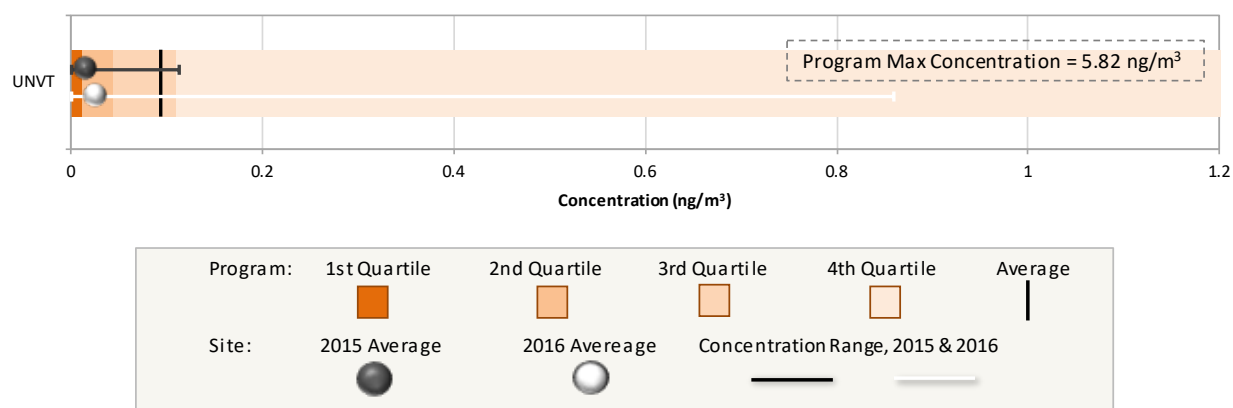 Program Max Concentration = 5.82 ng/m³
UNVT
0 0.2 0.4 0.6 0.8 1 1.2
Concentration (ng/m³)
Program: 1st Quartile 2nd Quartile 3rd Quartile 4th Quartile Average
Site: 2015 Average 2016 Avereage Concentration Range, 2015 & 2016